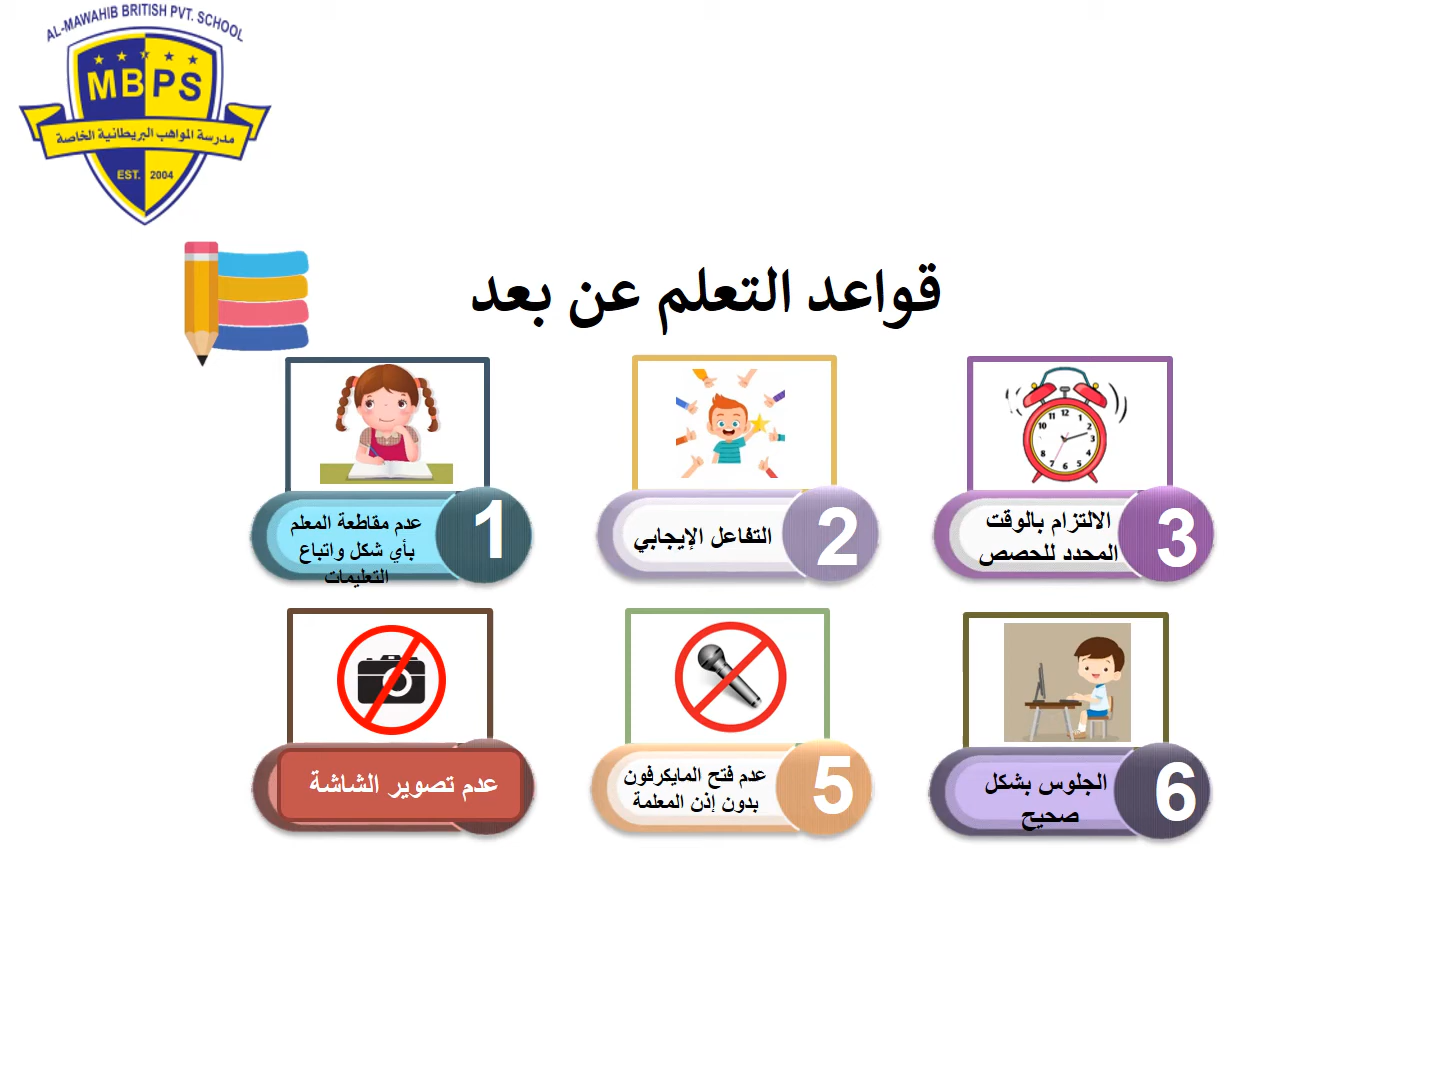 AL-MAWAHIB BRITISH PVT. SCHOOL
MBPS
مدرسة المواهب البريطانية الخاصة
EST. 2004
قواعد التعلم عن بعد
1
عدم مقاطعة المعلم
بأي شكل واتباع
التعليمات
2
التفاعل الإيجابي
3
الالتزام بالوقت
المحدد للحصص
عدم تصوير الشاشة
5
عدم فتح المايكرفون
بدون إذن المعلمة
6
الجلوس بشكل
صحيح